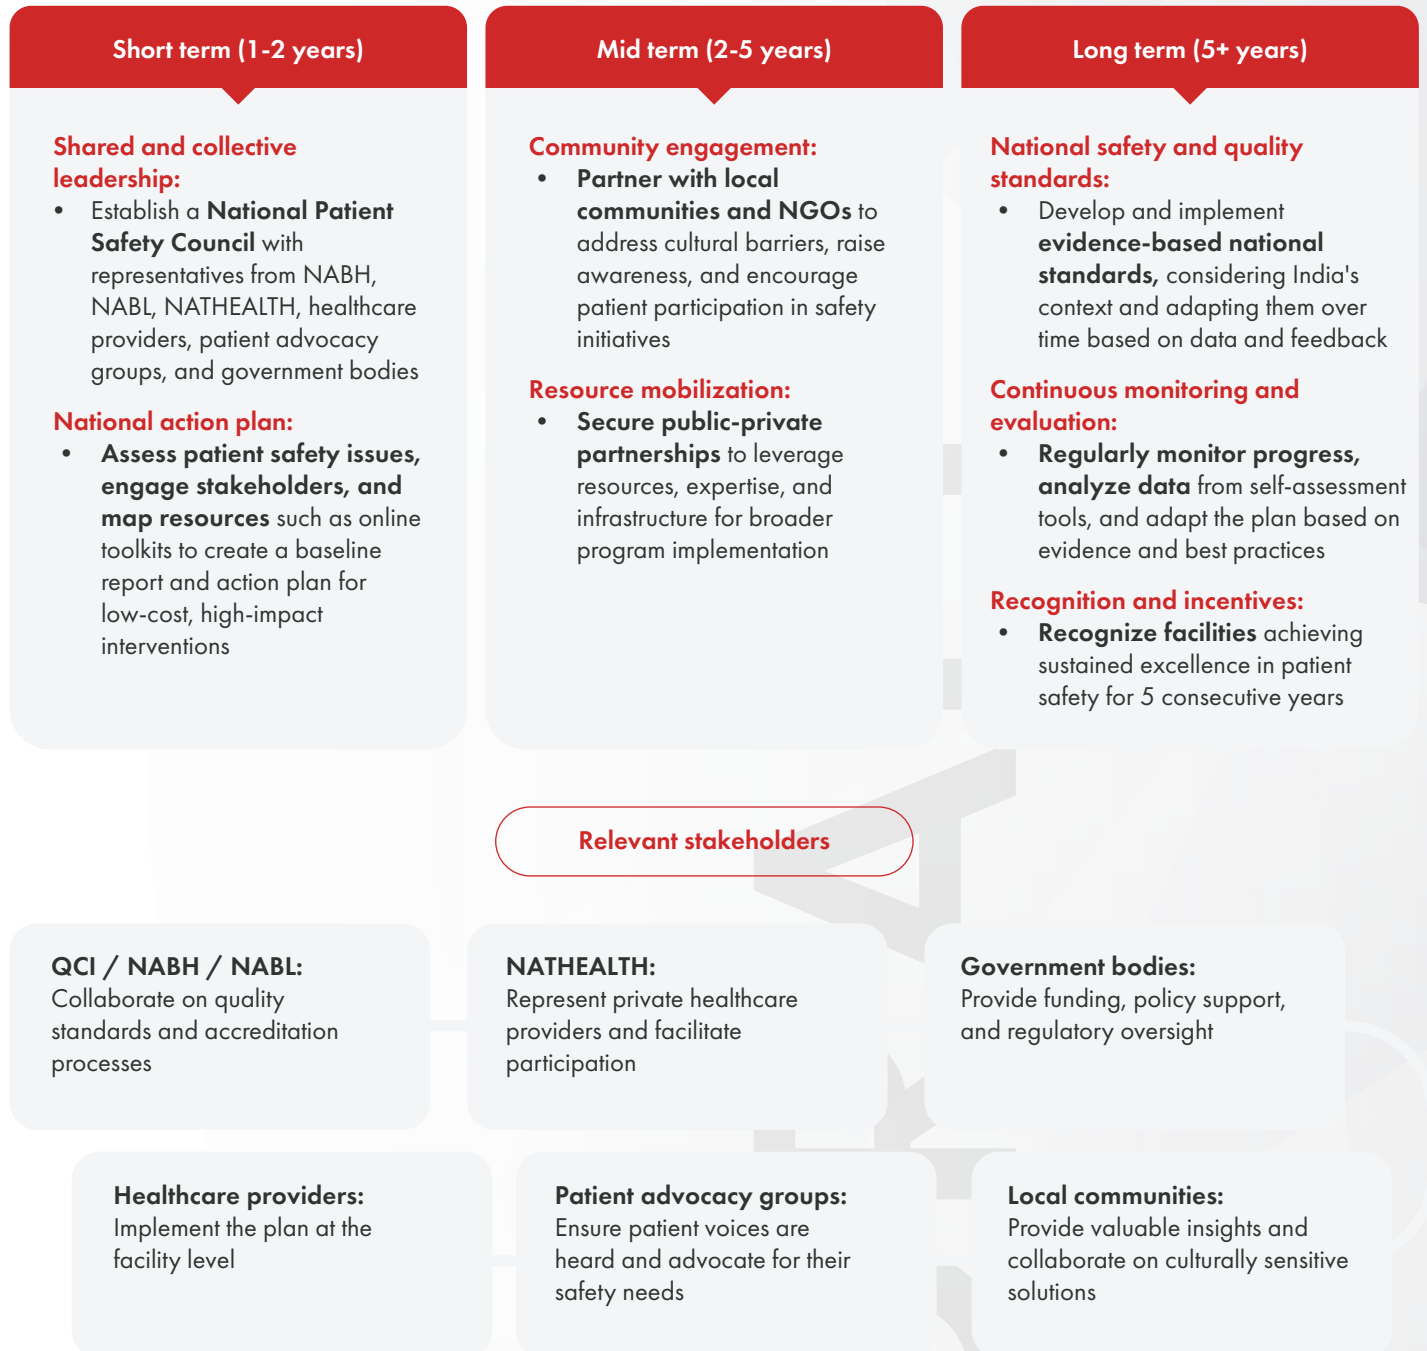 Short term (1-2 years)
Shared and collective
leadership:
• Establish a National Patient
Safety Council with
representatives from NABH,
NABL, NATHEALTH, healthcare
providers, patient advocacy
groups, and government bodies
National action plan:
• Assess patient safety issues,
engage stakeholders, and
map resources such as online
toolkits to create a baseline
report and action plan for
low-cost, high-impact
interventions
Mid term (2-5 years)
Community engagement:
• Partner with local
communities and NGOs to
address cultural barriers, raise
awareness, and encourage
patient participation in safety
initiatives
Resource mobilization:
• Secure public-private
partnerships to leverage
resources, expertise, and
infrastructure for broader
program implementation
Long term (5+ years)
National safety and quality
standards:
• Develop and implement
evidence-based national
standards, considering India's
context and adapting them over
time based on data and feedback
Continuous monitoring and
evaluation:
• Regularly monitor progress,
analyze data from self-assessment
tools, and adapt the plan based on
evidence and best practices
Recognition and incentives:
• Recognize facilities achieving
sustained excellence in patient
safety for 5 consecutive years
Relevant stakeholders
QCI / NABH / NABL:
Collaborate on quality
standards and accreditation
processes
NATHEALTH:
Represent private healthcare
providers and facilitate
participation
Government bodies:
Provide funding, policy support,
and regulatory oversight
Healthcare providers:
Implement the plan at the
facility level
Patient advocacy groups:
Ensure patient voices are
heard and advocate for their
safety needs
Local communities:
Provide valuable insights and
collaborate on culturally sensitive
solutions